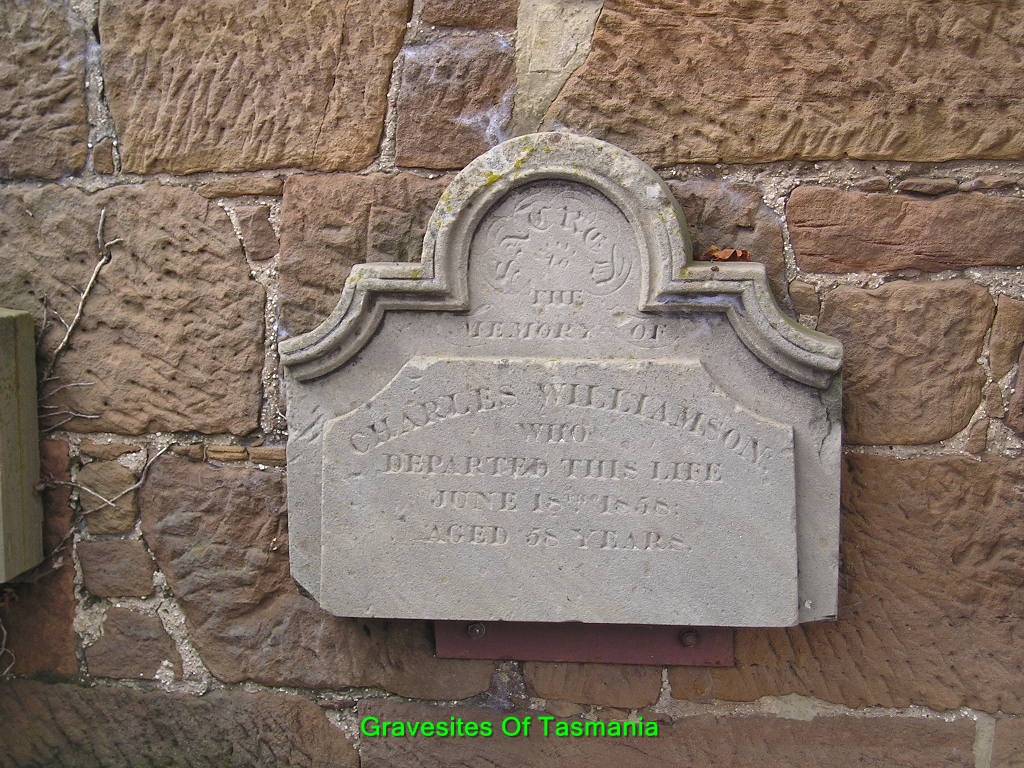 SACRED
to
THE
MEMORY OF
CHARLES WILLIAMSON,
WHO
DEPARTED THIS LIFE
JUNE 18TH 1858:
AGED 58 YEARS.
Gravesites Of Tasmania